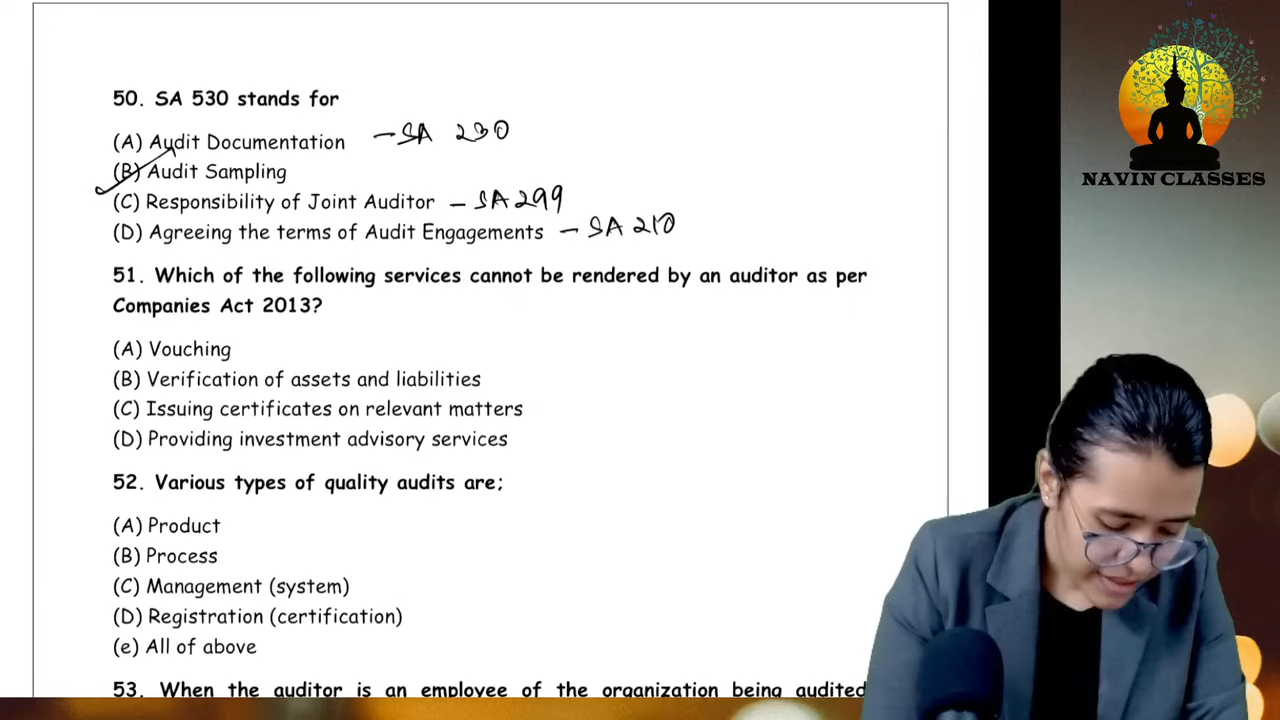 50. SA 530 stands for
(A) Audit Documentation – SA 230
(B) Audit Sampling
(C) Responsibility of Joint Auditor – SA 299
(D) Agreeing the terms of Audit Engagements – SA 210
51. Which of the following services cannot be rendered by an auditor as per
Companies Act 2013?
(A) Vouching
(B) Verification of assets and liabilities
(C) Issuing certificates on relevant matters
(D) Providing investment advisory services
52. Various types of quality audits are;
(A) Product
(B) Process
(C) Management (system)
(D) Registration (certification)
(e) All of above
53. When the auditor is an employee of the organization being audited
NAVIN CLASSES